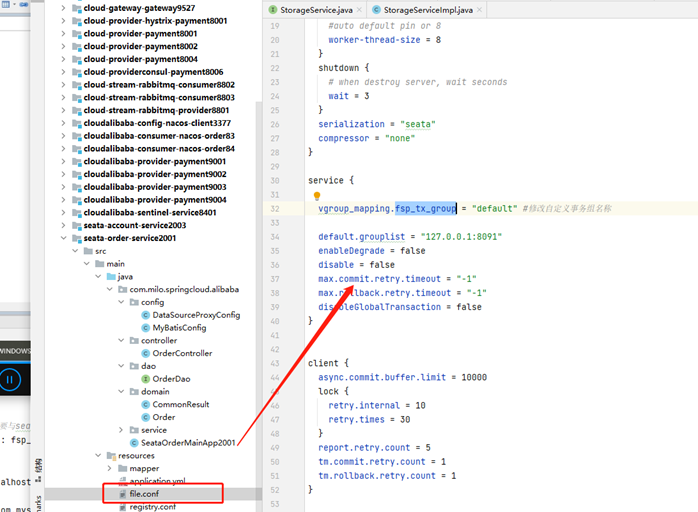 cloud-gateway-gateway9527
cloud-provider-hystrix-payment8001
cloud-provider-payment8001
cloud-provider-payment8002
cloud-provider-payment8004
cloud-providerconsul-payment8006
cloud-stream-rabbitmq-consumer8802
cloud-stream-rabbitmq-consumer8803
cloud-stream-rabbitmq-provider8801
cloudalibaba-config-nacos-client3377
cloudalibaba-consumer-nacos-order83
cloudalibaba-consumer-nacos-order84
cloudalibaba-provider-payment9001
cloudalibaba-provider-payment9002
cloudalibaba-provider-payment9003
cloudalibaba-provider-payment9004
cloudalibaba-sentinel-service8401
seata-account-service2003
seata-order-service2001
src
main
java
com.milo.springcloud.alibaba
config
DataSourceProxyConfig
MyBatisConfig
controller
OrderController
dao
OrderDao
domain
CommonResult
Order
service
SeataOrderMainApp2001
resources
mapper
application.yml
file.conf
registry.conf
WINDOWS
: fsp_
alhost
om.mys
结构
marks
StorageService.java
StorageServiceImpl.java
19 #auto default pin or 8
20 worker-thread-size = 8
21 }
22 shutdown {
23 # when destroy server, wait seconds
24 wait = 3
25 }
26 serialization = "seata"
27 compressor = "none"
28 }
29
30 service {
31
32 vgroup_mapping.fsp_tx_group = "default" #修改自定义事务组名称
33
34 default.grouplist = "127.0.0.1:8091"
35 enableDegrade = false
36 disable = false
37 max.commit.retry.timeout = "-1"
38 max.rollback.retry.timeout = "-1"
39 disableGlobalTransaction = false
40 }
41
42
43 client {
44 async.commit.buffer.limit = 10000
45 lock {
46 retry.internal = 10
47 retry.times = 30
48 }
49 report.retry.count = 5
50 tm.commit.retry.count = 1
51 tm.rollback.retry.count = 1
52 }
53